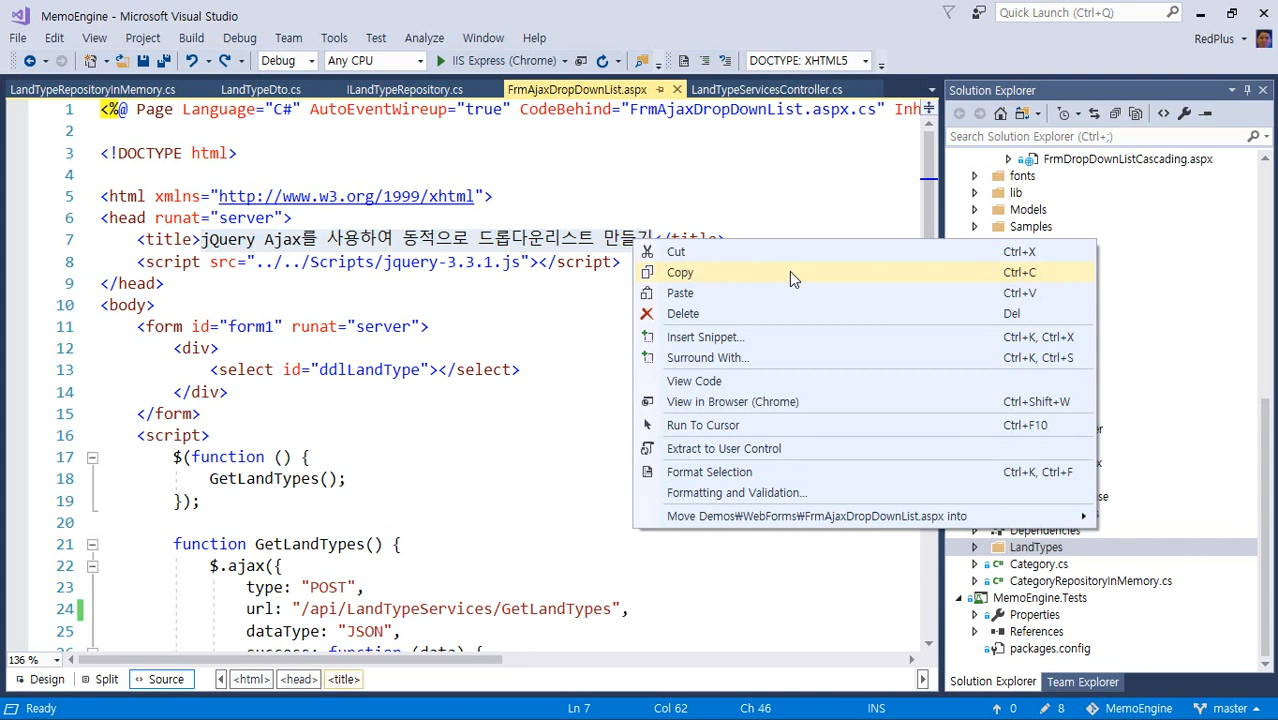 MemoEngine - Microsoft Visual Studio
Quick Launch (Ctrl+Q)
File Edit View Project Build Debug Team Tools Test Analyze Window Help
RedPlus
Debug Any CPU IIS Express (Chrome) DOCTYPE: XHTML5
LandTypeRepositoryInMemory.cs LandTypeDto.cs ILandTypeRepository.cs FrmAjaxDropDownList.aspx LandTypeServicesController.cs
1 <%@ Page Language="C#" AutoEventWireup="true" CodeBehind="FrmAjaxDropDownList.aspx.cs" Inh
2
3 <!DOCTYPE html>
4
5 <html xmlns="http://www.w3.org/1999/xhtml">
6 <head runat="server">
7 <title>jQuery Ajax를 사용하여 동적으로 드롭다운리스트 만들기</title>
8 <script src="../../Scripts/jquery-3.3.1.js"></script>
9 </head>
10 <body>
11 <form id="form1" runat="server">
12 <div>
13 <select id="ddlLandType"></select>
14 </div>
15 </form>
16 <script>
17 $(function () {
18 GetLandTypes();
19 });
20
21 function GetLandTypes() {
22 $.ajax({
23 type: "POST",
24 url: "/api/LandTypeServices/GetLandTypes",
25 dataType: "JSON",
26 success: function (data) {
Cut Ctrl+X
Copy Ctrl+C
Paste Ctrl+V
Delete Del
Insert Snippet... Ctrl+K, Ctrl+X
Surround With... Ctrl+K, Ctrl+S
View Code
View in Browser (Chrome) Ctrl+Shift+W
Run To Cursor Ctrl+F10
Extract to User Control
Format Selection Ctrl+K, Ctrl+F
Formatting and Validation...
Move Demos₩WebForms₩FrmAjaxDropDownList.aspx into
Solution Explorer
Search Solution Explorer (Ctrl+;)
FrmDropDownListCascading.aspx
fonts
lib
Models
Samples
Dependencies
LandTypes
Category.cs
CategoryRepositoryInMemory.cs
MemoEngine.Tests
Properties
References
packages.config
Solution Explorer Team Explorer
136 %
Design Split Source <html> <head> <title>
Ready Ln 7 Col 62 Ch 46 INS 0 8 MemoEngine master